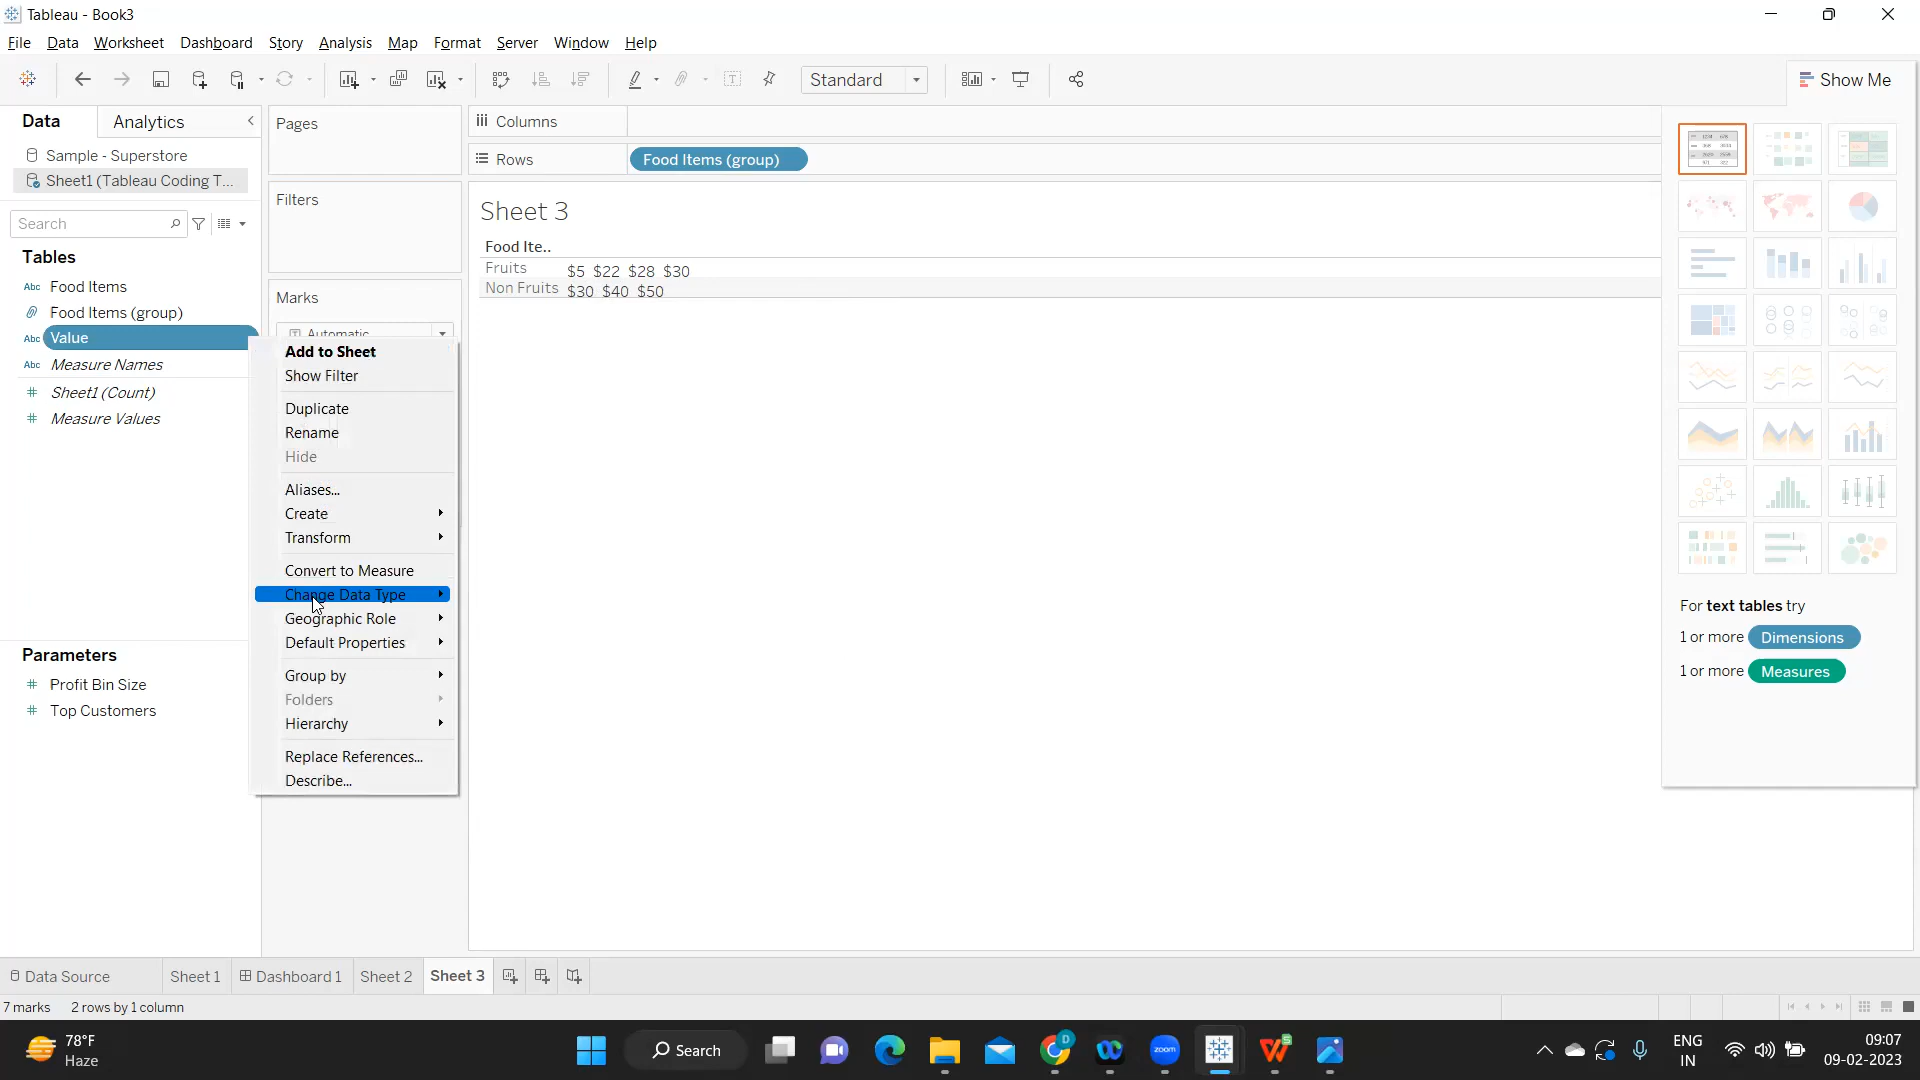 Tableau - Book3
File Data Worksheet Dashboard Story Analysis Map Format Server Window Help
Standard
Show Me
Data Analytics
Pages
Columns
Sample - Superstore
Rows Food Items (group)
Sheet1 (Tableau Coding T...
Filters
Search
Sheet 3
Tables
Food Ite..
Abc Food Items
Fruits $5 $22 $28 $30
Non Fruits $30 $40 $50
Marks
Food Items (group)
Automatic
Abc Value
Add to Sheet
Abc Measure Names
Show Filter
Sheet1 (Count)
Duplicate
Measure Values
Rename
Hide
Aliases...
Create
Transform
Convert to Measure
Change Data Type
For text tables try
Geographic Role
1 or more Dimensions
Default Properties
Parameters
1 or more Measures
Group by
Profit Bin Size
Folders
Top Customers
Hierarchy
Replace References...
Describe...
Data Source Sheet 1 Dashboard 1 Sheet 2 Sheet 3
7 marks 2 rows by 1 column
78°F
Haze
Search
zoom
ENG
IN
09:07
09-02-2023